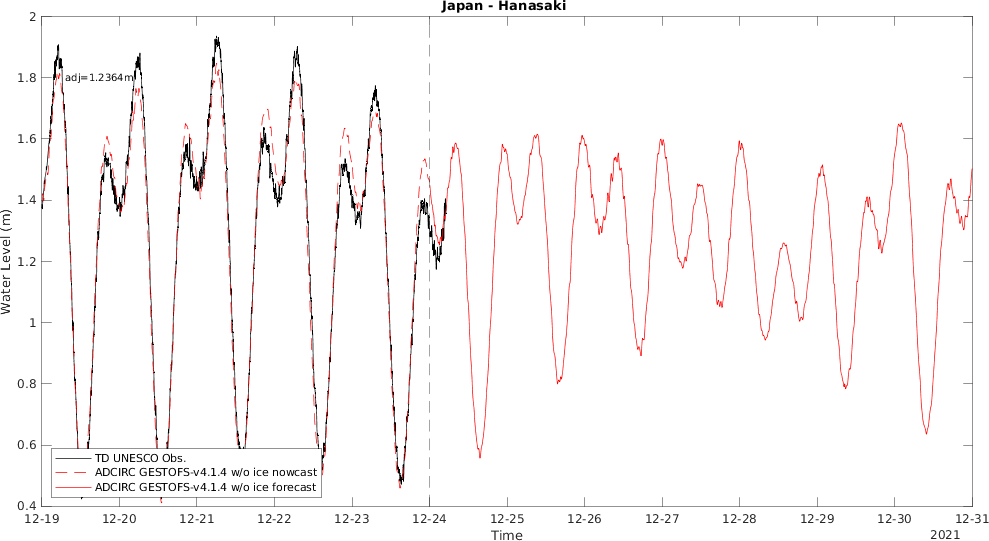 Japan - Hanasaki
Water Level (m)
2
1.8
1.6
1.4
1.2
1
0.8
0.6
0.4
adj=1.2364m
TD UNESCO Obs.
ADCIRC GESTOFS-v4.1.4 w/o ice nowcast
ADCIRC GESTOFS-v4.1.4 w/o ice forecast
12-19 12-20 12-21 12-22 12-23 12-24 12-25 12-26 12-27 12-28 12-29 12-30 12-31
Time
2021